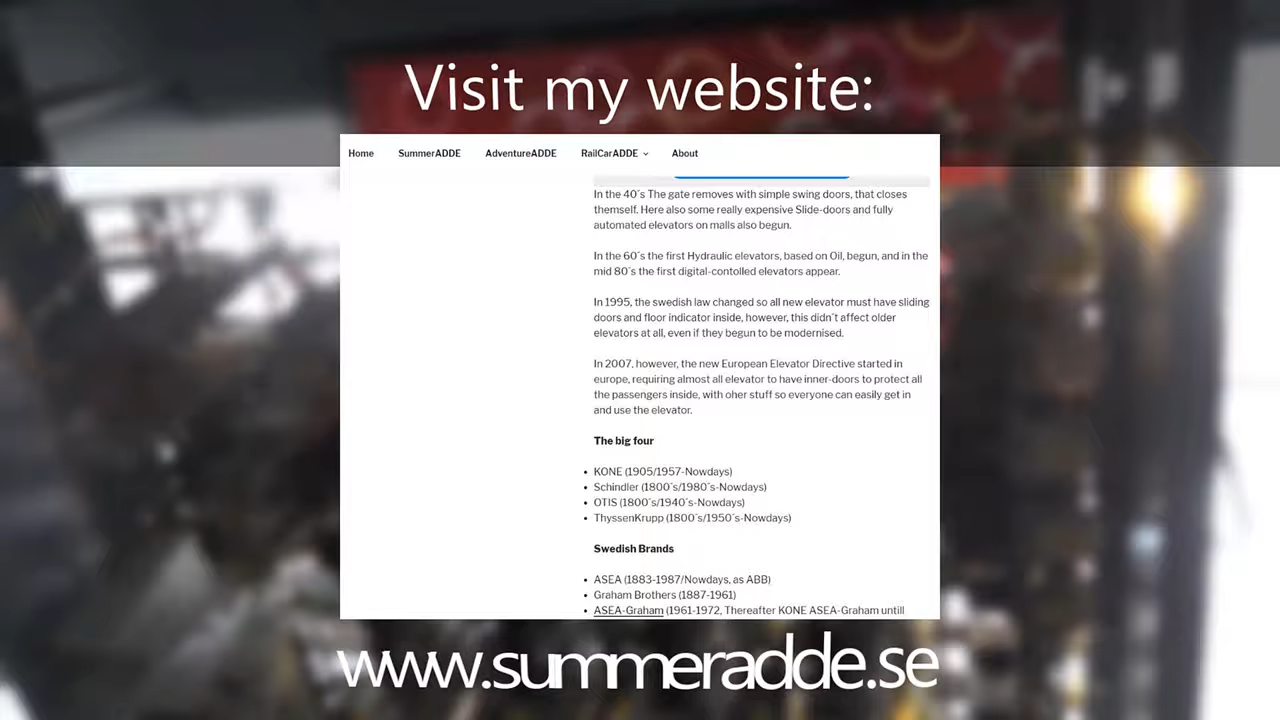 Visit my website:
Home SummerADDE AdventureADDE RailCarADDE About
In the 40´s The gate removes with simple swing doors, that closes
themself. Here also some really expensive Slide-doors and fully
automated elevators on malls also begun.
In the 60´s the first Hydraulic elevators, based on Oil, begun, and in the
mid 80´s the first digital-contolled elevators appear.
In 1995, the swedish law changed so all new elevator must have sliding
doors and floor indicator inside, however, this didn´t affect older
elevators at all, even if they begun to be modernised.
In 2007, however, the new European Elevator Directive started in
europe, requiring almost all elevator to have inner-doors to protect all
the passengers inside, with oher stuff so everyone can easily get in
and use the elevator.
The big four
• KONE (1905/1957-Nowdays)
• Schindler (1800´s/1980´s-Nowdays)
• OTIS (1800´s/1940´s-Nowdays)
• ThyssenKrupp (1800´s/1950´s-Nowdays)
Swedish Brands
• ASEA (1883-1987/Nowdays, as ABB)
• Graham Brothers (1887-1961)
• ASEA-Graham (1961-1972, Thereafter KONE ASEA-Graham untill
www.summeradde.se